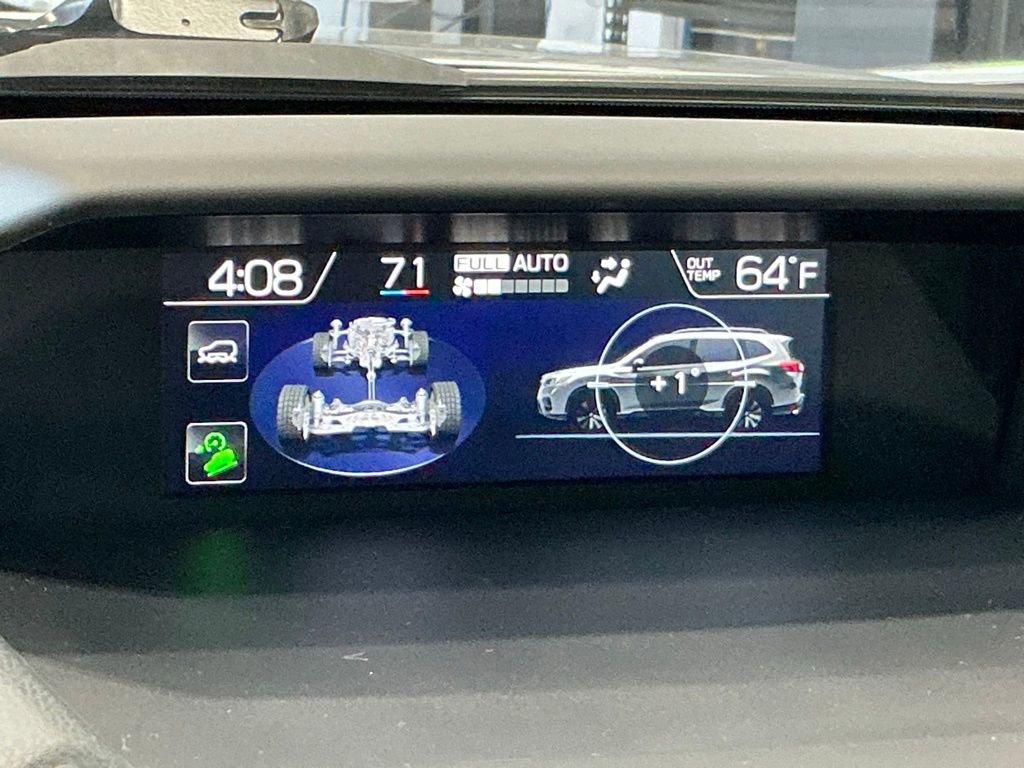 4:08
71
FULL AUTO
OUT
TEMP
64°F
+1°